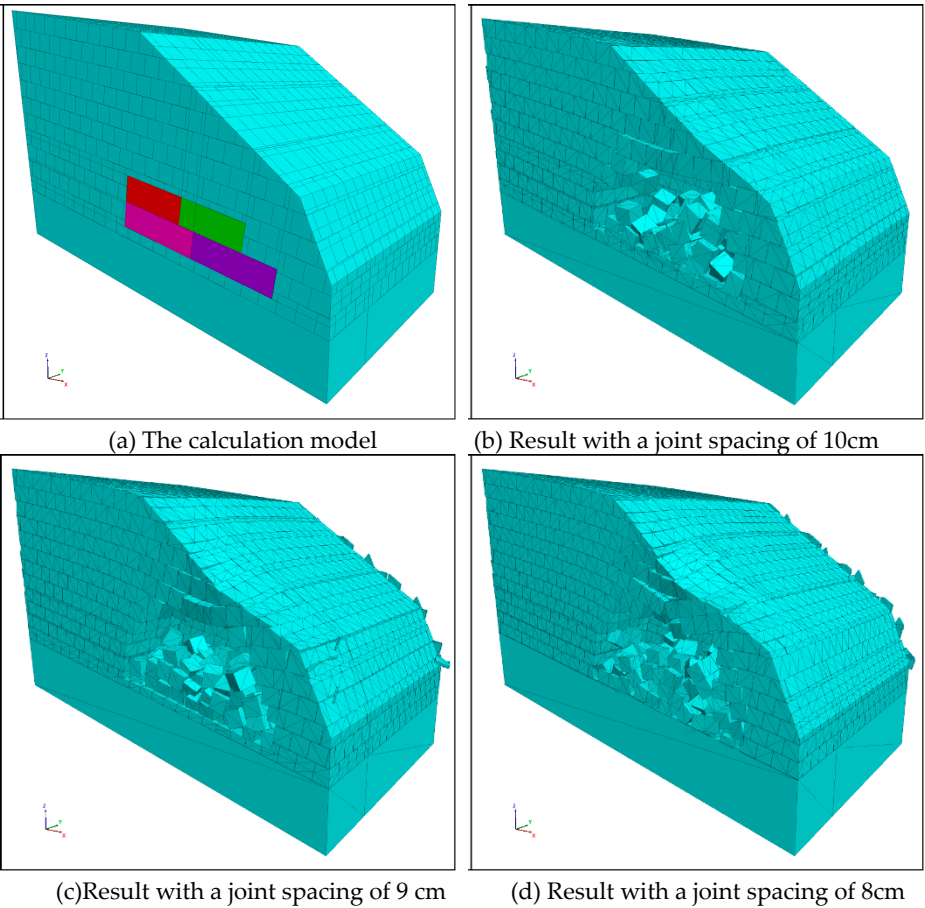 Z
Y
X
(a) The calculation model
Z
Y
X
(b) Result with a joint spacing of 10cm
Z
Y
X
(c)Result with a joint spacing of 9 cm
Z
Y
X
(d) Result with a joint spacing of 8cm